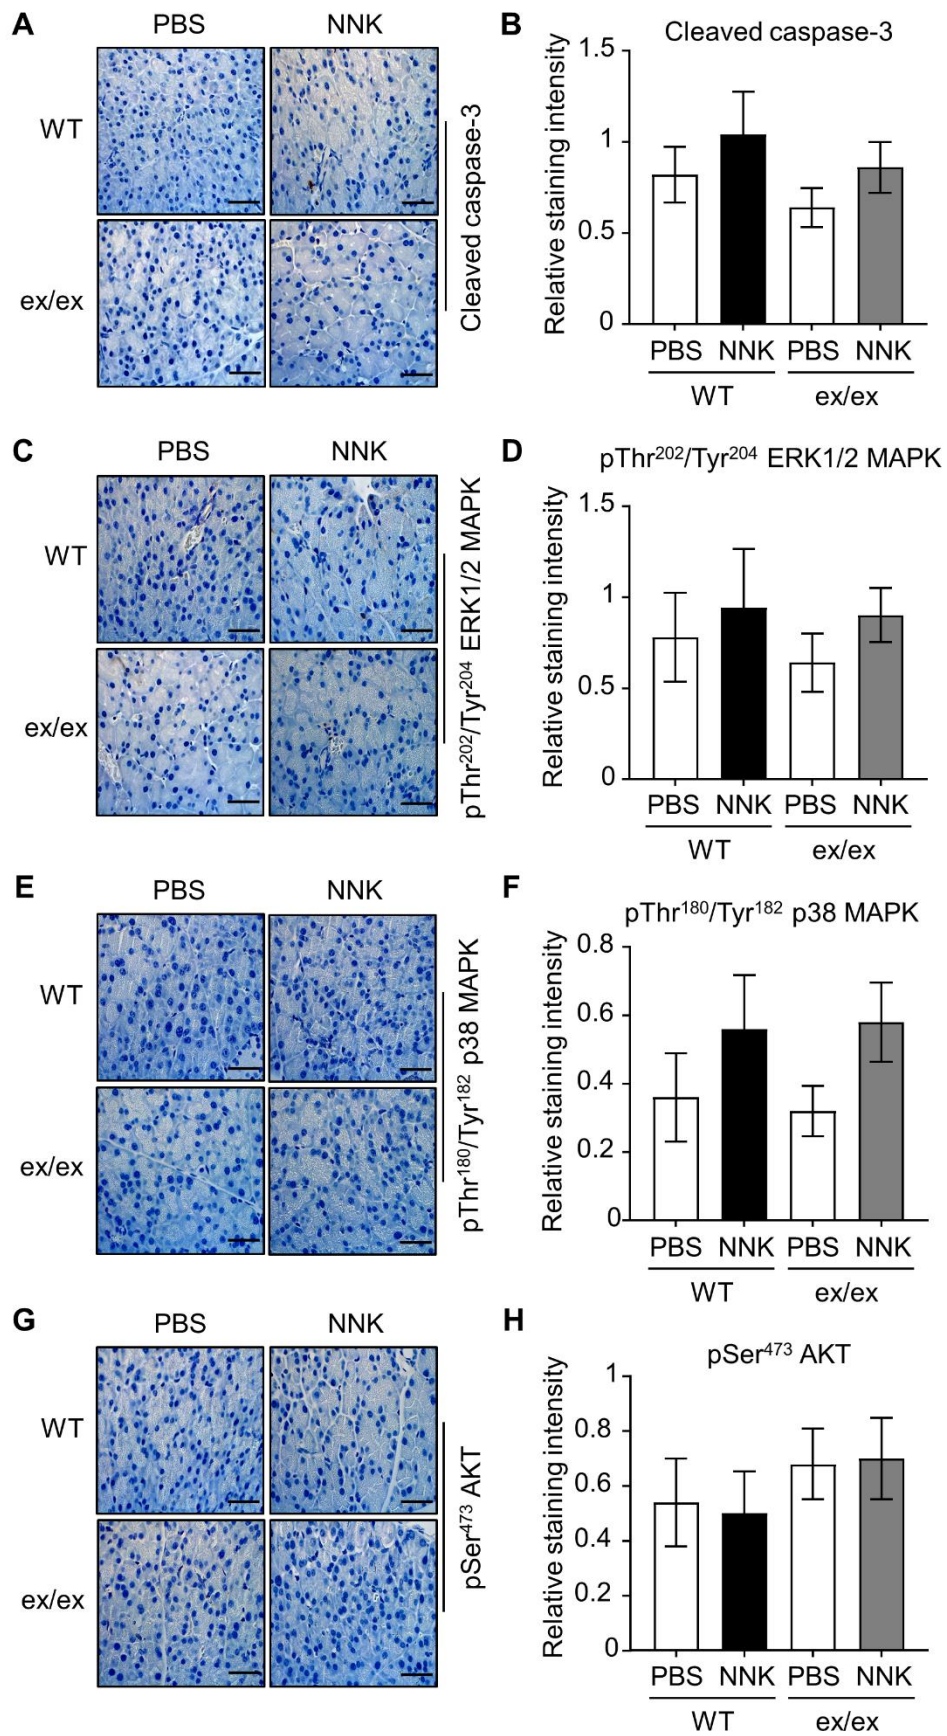 A
PBS NNK
WT
ex/ex
Cleaved caspase-3
B
Cleaved caspase-3
Relative staining intensity
1.5
1
0.5
0
PBS NNK PBS NNK
WT ex/ex
C
PBS NNK
WT
ex/ex
pThr²⁰²/Tyr²⁰⁴ ERK1/2 MAPK
D
pThr²⁰²/Tyr²⁰⁴ ERK1/2 MAPK
Relative staining intensity
1.5
1
0.5
0
PBS NNK PBS NNK
WT ex/ex
E
PBS NNK
WT
ex/ex
pThr¹⁸⁰/Tyr¹⁸² p38 MAPK
F
pThr¹⁸⁰/Tyr¹⁸² p38 MAPK
Relative staining intensity
0.8
0.6
0.4
0.2
0
PBS NNK PBS NNK
WT ex/ex
G
PBS NNK
WT
ex/ex
pSer⁴⁷³ AKT
H
pSer⁴⁷³ AKT
Relative staining intensity
1
0.8
0.6
0.4
0.2
0
PBS NNK PBS NNK
WT ex/ex